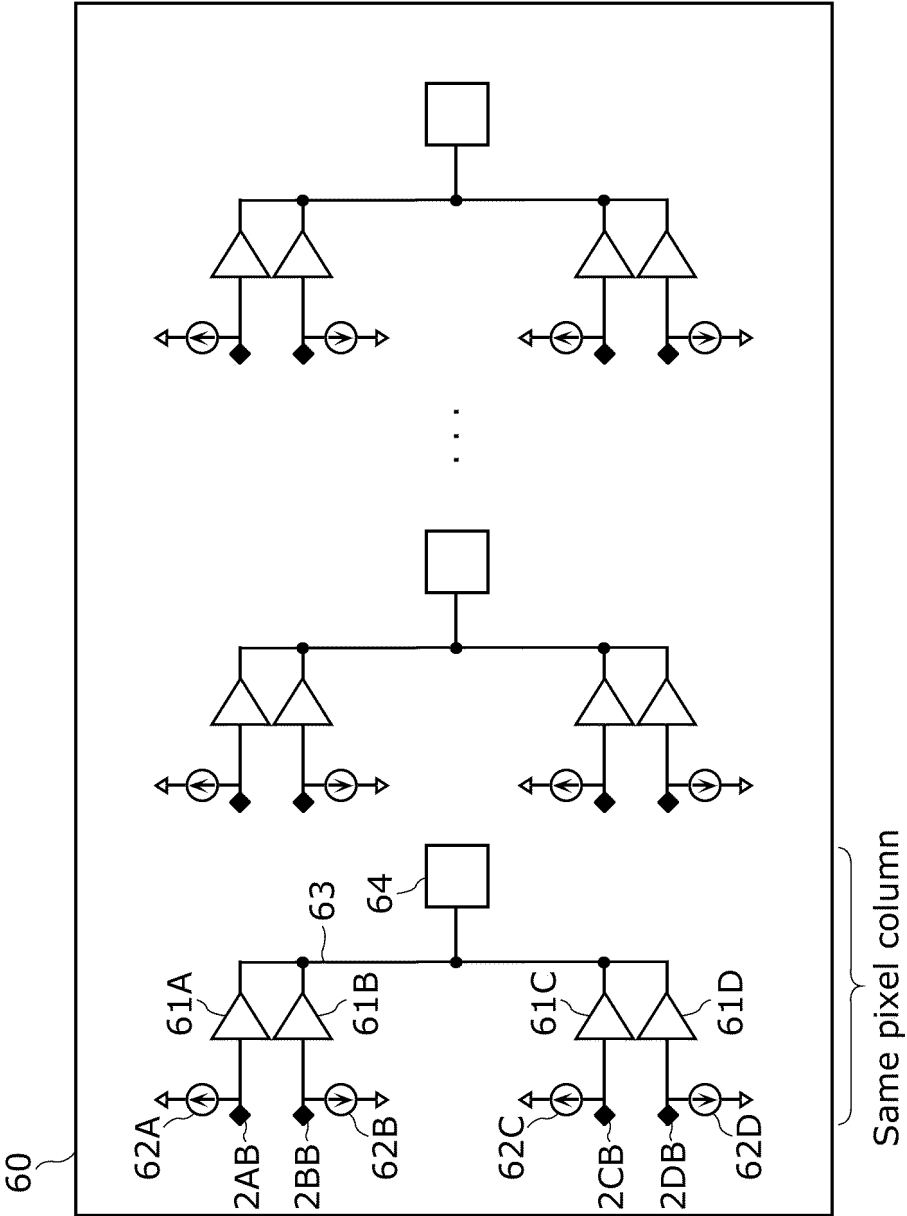 60
62A
2AB
2BB
62B
62C
2CB
2DB
62D
61A
61B
61C
61D
63
64
. . .
Same pixel column